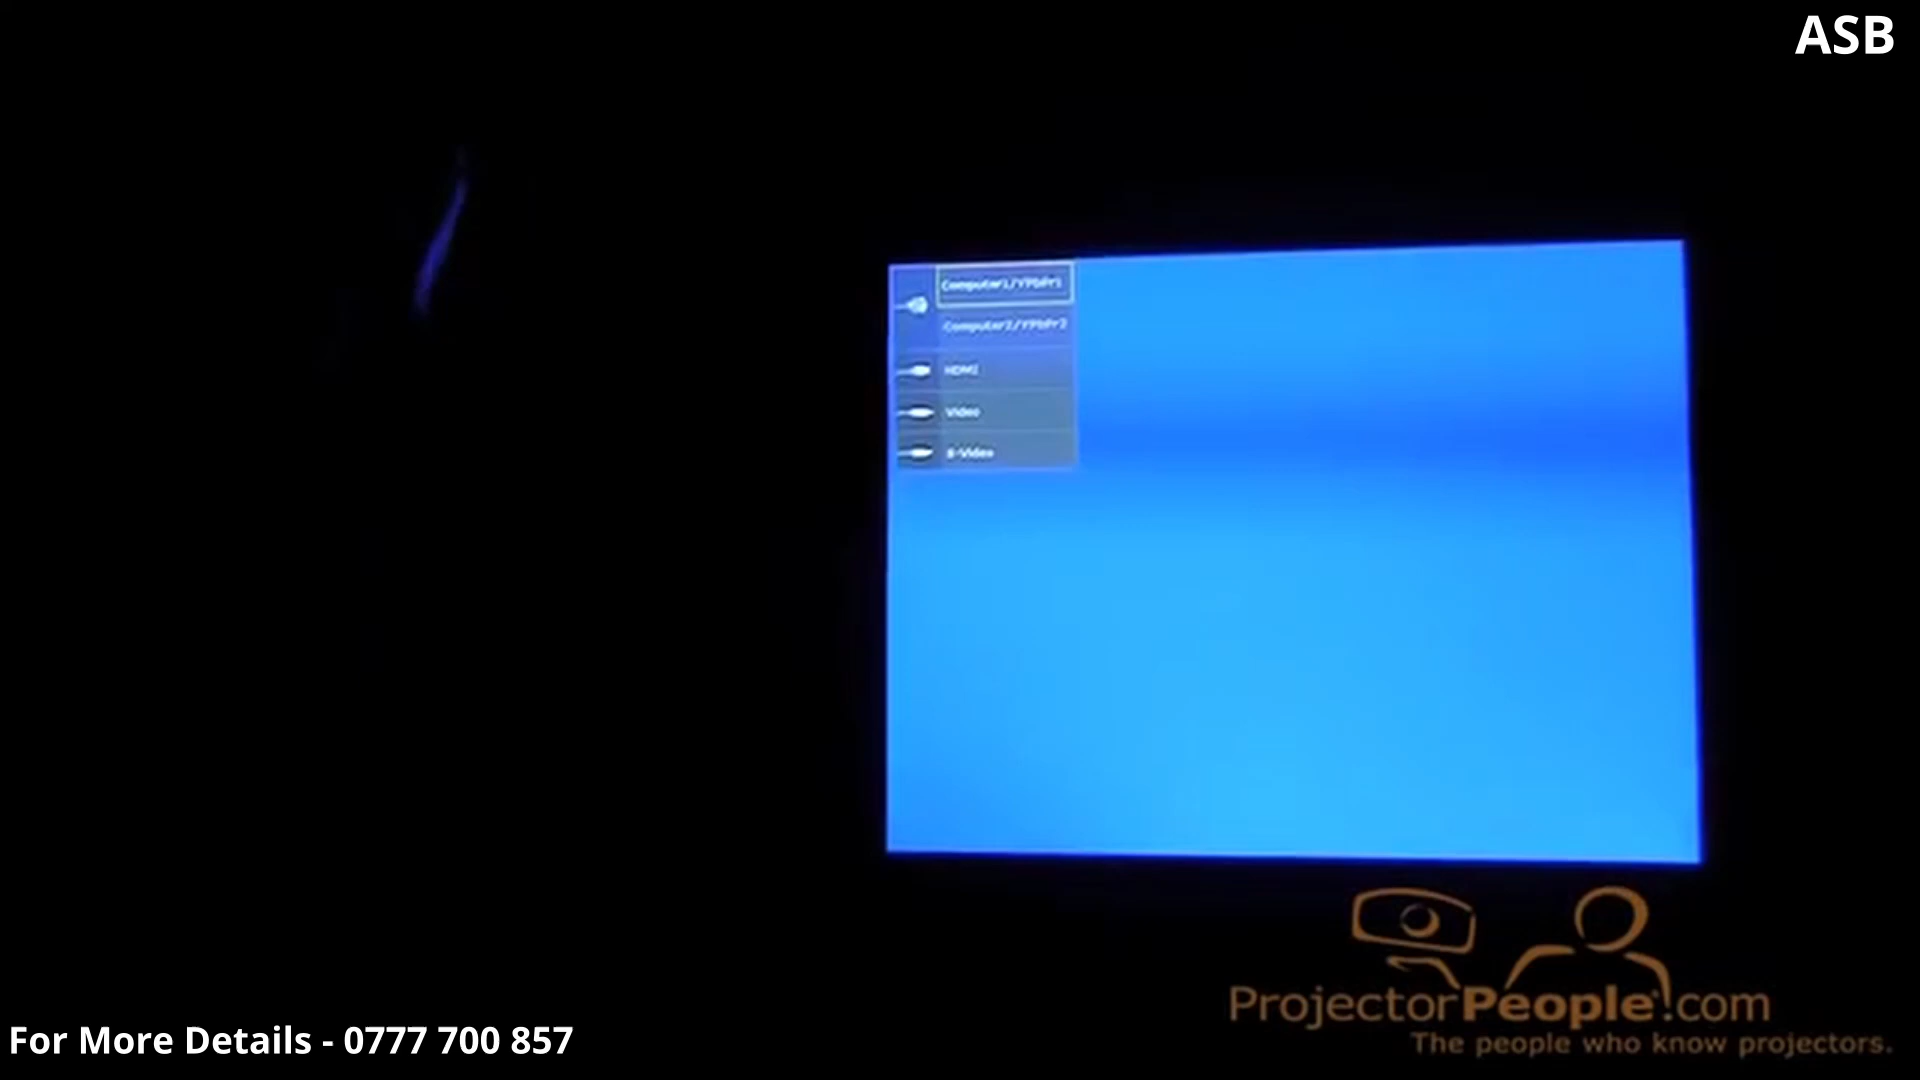 ASB
Computer1/YPbPr1
Computer2/YPbPr2
HDMI
Video
S-Video
ProjectorPeople.com
The people who know projectors.
For More Details - 0777 700 857